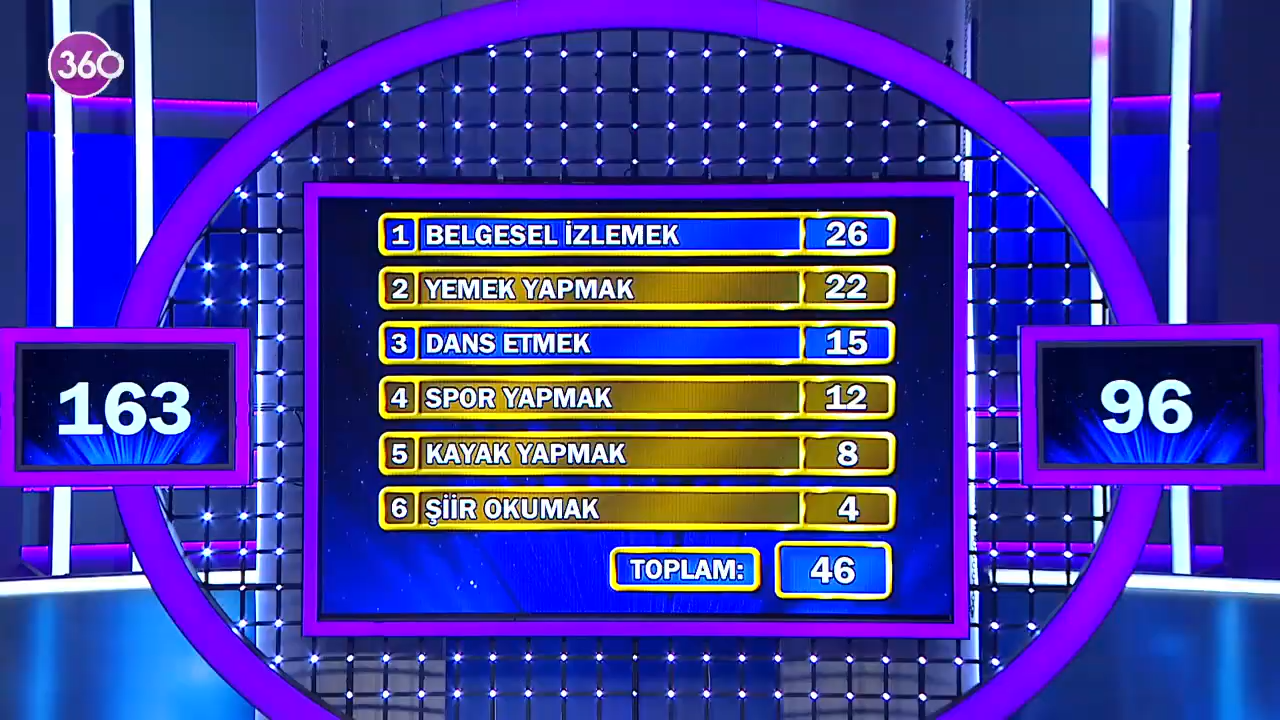 360
1 BELGESEL İZLEMEK 26
2 YEMEK YAPMAK 22
3 DANS ETMEK 15
4 SPOR YAPMAK 12
5 KAYAK YAPMAK 8
6 ŞİİR OKUMAK 4
TOPLAM: 46
163
96